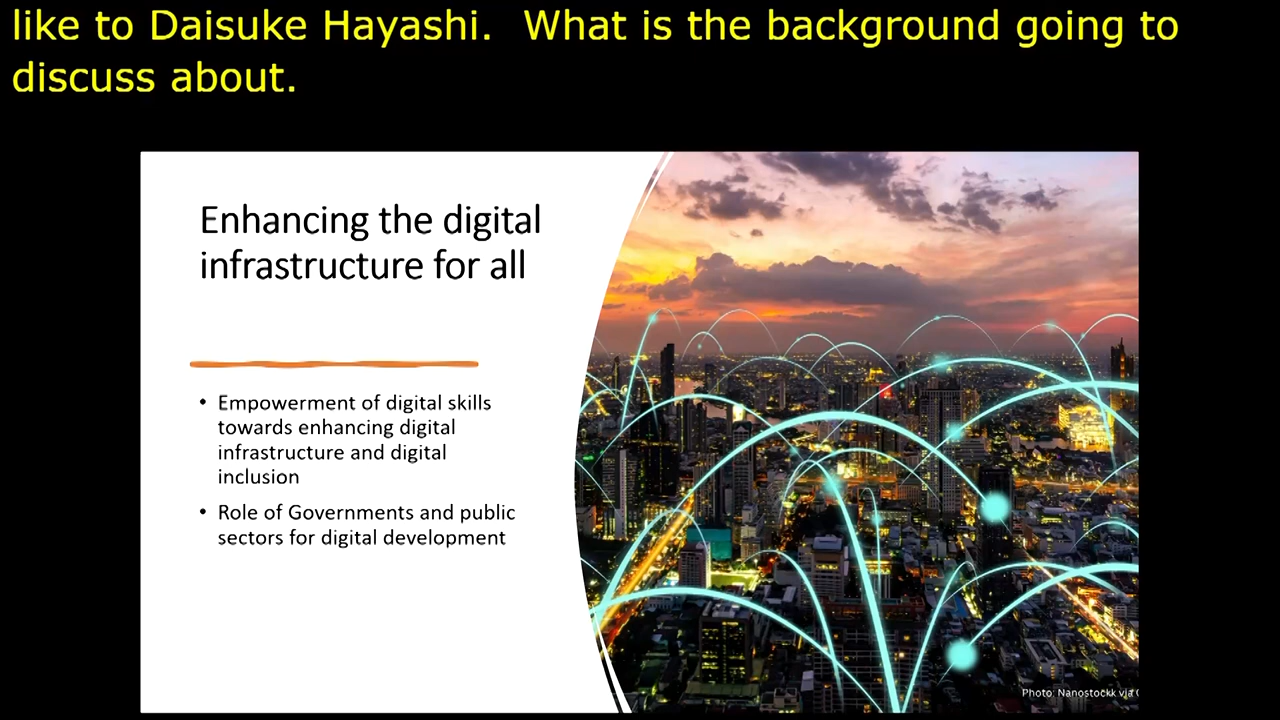 like to Daisuke Hayashi.  What is the background going to
discuss about.
Enhancing the digital
infrastructure for all
• Empowerment of digital skills
towards enhancing digital
infrastructure and digital
inclusion
• Role of Governments and public
sectors for digital development
Photo: Nanostockk via